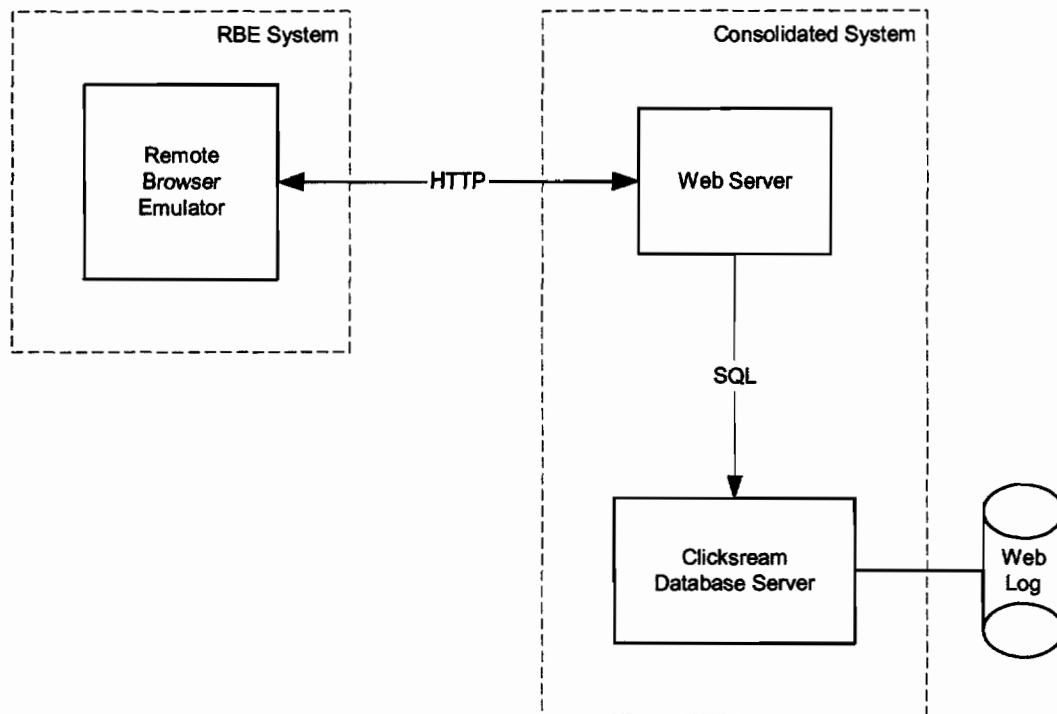 RBE System
Consolidated System
Remote
Browser
Emulator
HTTP
Web Server
SQL
Clicksream
Database Server
Web
Log